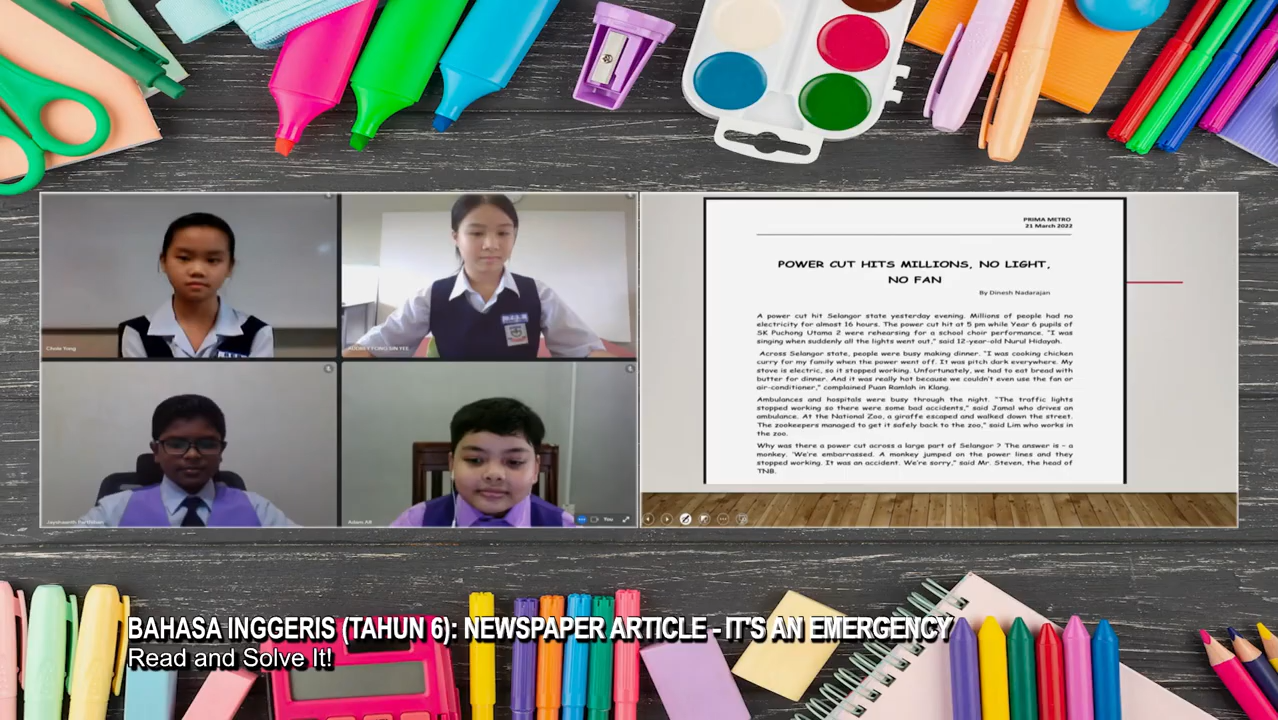 Chole Yong
Jayshaanth Parthiban
Adam Afi
You
PRIMA METRO
21 March 2022
POWER CUT HITS MILLIONS, NO LIGHT,
NO FAN
By Dinesh Nadarajan
A power cut hit Selangor state yesterday evening. Millions of people had no
electricity for almost 16 hours. The power cut hit at 5 pm while Year 6 pupils of
SK Puchong Utama 2 were rehearsing for a school choir performance. "I was
singing when suddenly all the lights went out," said 12-year-old Nurul Hidayah.
Across Selangor state, people were busy making dinner. "I was cooking chicken
curry for my family when the power went off. It was pitch dark everywhere. My
stove is electric, so it stopped working. Unfortunately, we had to eat bread with
butter for dinner. And it was really hot because we couldn't even use the fan or
air-conditioner," complained Puan Ramlah in Klang.
Ambulances and hospitals were busy through the night. "The traffic lights
stopped working so there were some bad accidents," said Jamal who drives an
ambulance. At the National Zoo, a giraffe escaped and walked down the street.
The zookeepers managed to get it safely back to the zoo," said Lim who works in
the zoo.
Why was there a power cut across a large part of Selangor ? The answer is – a
monkey. 'We're embarrassed. A monkey jumped on the power lines and they
stopped working. It was an accident. We're sorry," said Mr. Steven, the head of
TNB.
BAHASA INGGERIS (TAHUN 6): NEWSPAPER ARTICLE - IT'S AN EMERGENCY
Read and Solve It!